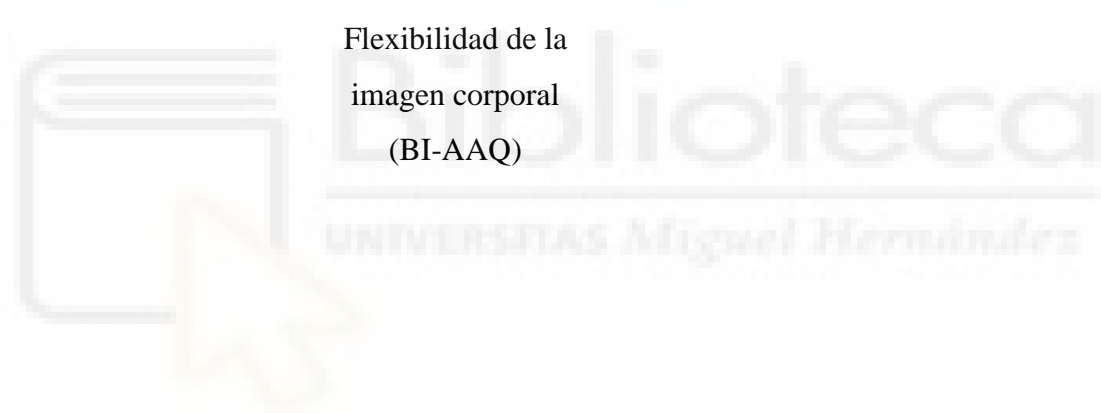 Flexibilidad de la
imagen corporal
(BI-AAQ)
Biblioteca
UNIVERSITAS Miguel Hernández